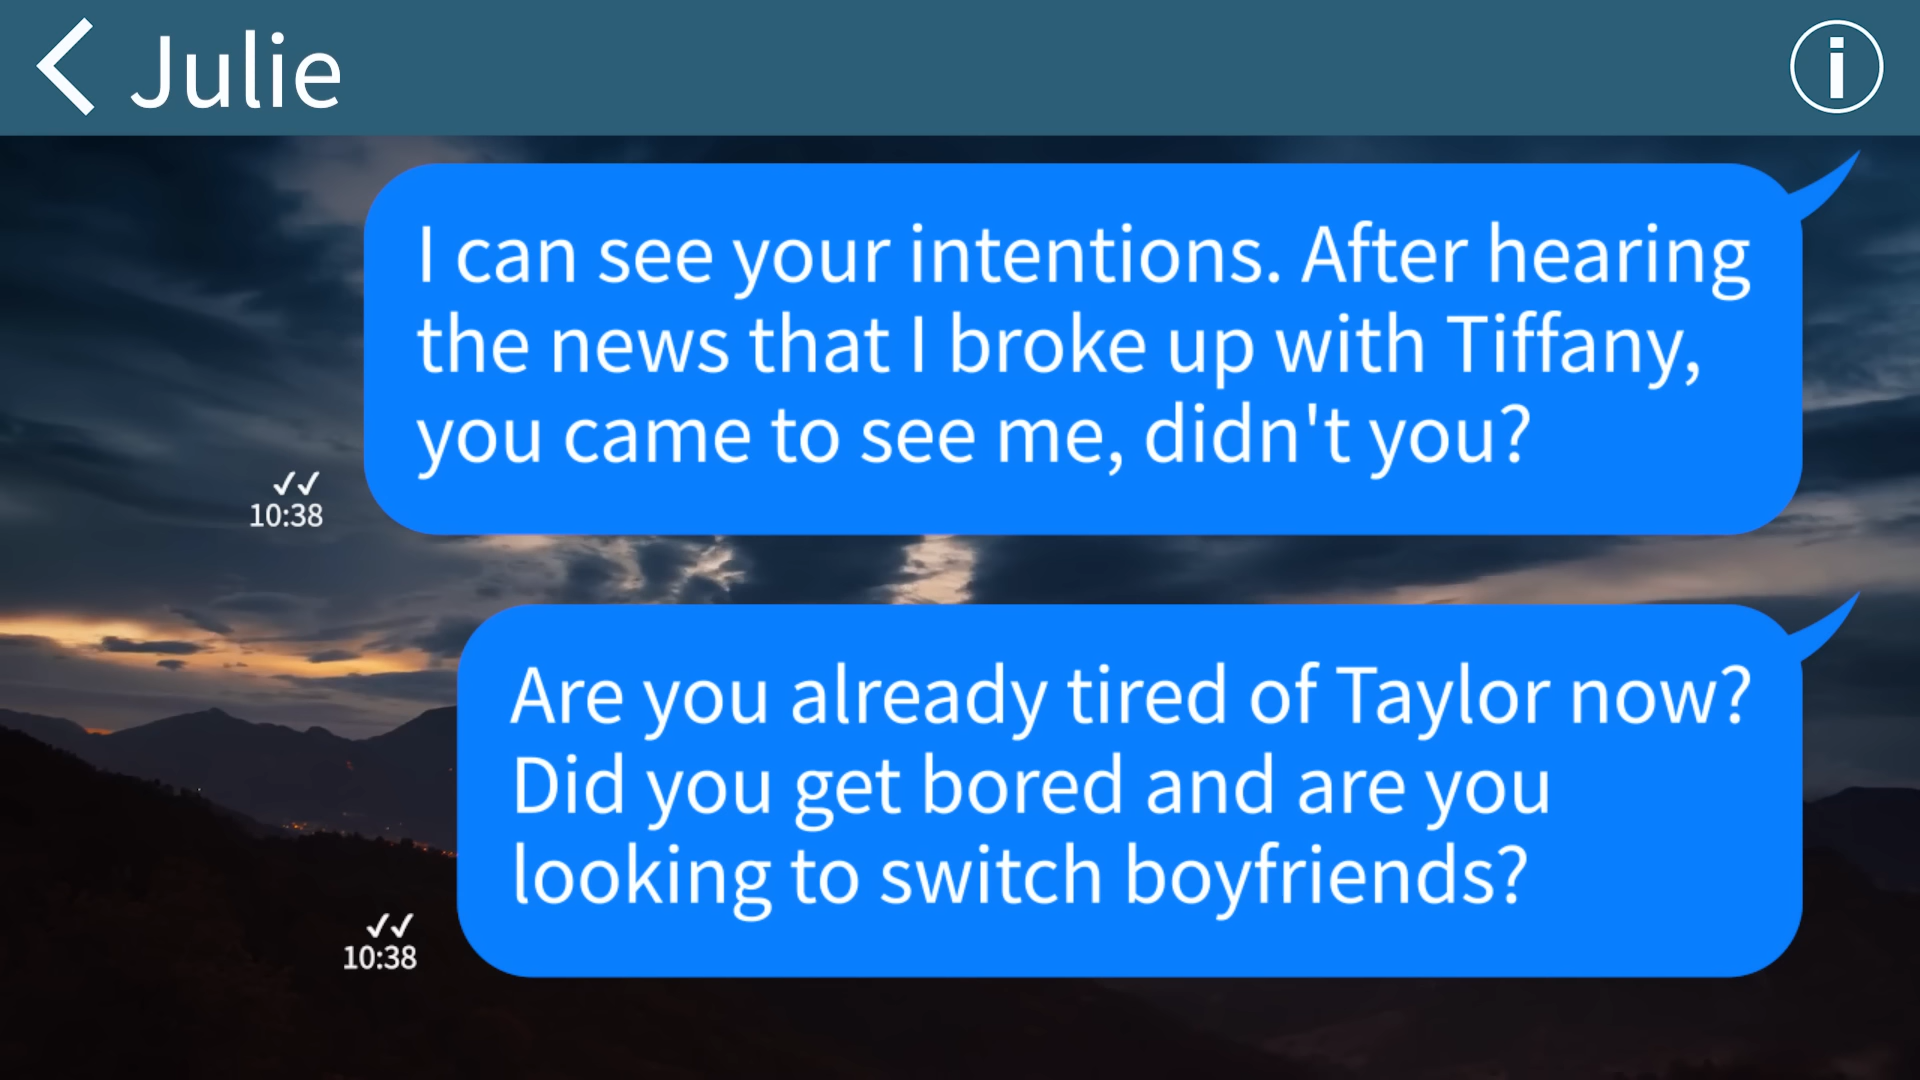 Julie
I can see your intentions. After hearing
the news that I broke up with Tiffany,
you came to see me, didn't you?
10:38
Are you already tired of Taylor now?
Did you get bored and are you
looking to switch boyfriends?
10:38